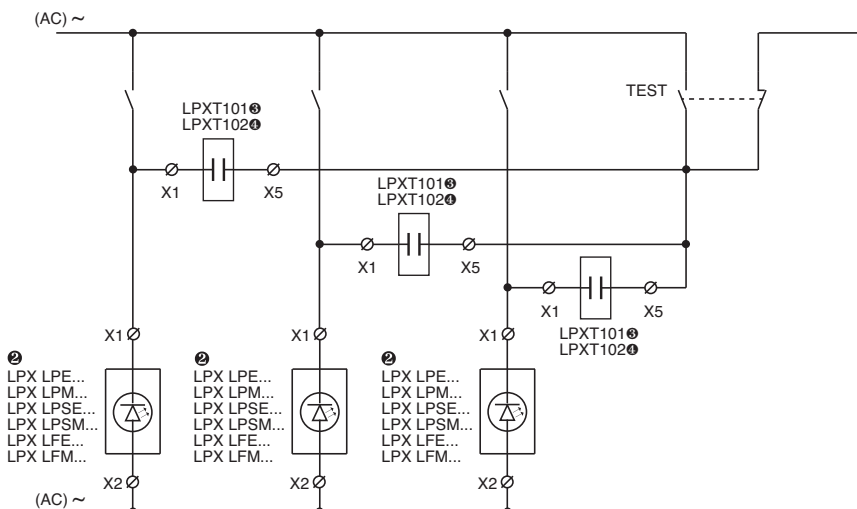 (AC) ~
TEST
LPXT101❸
LPXT102❹
X1
X5
LPXT101❸
LPXT102❹
X1
X5
X1
X5
LPXT101❸
LPXT102❹
X1
X1
X1
❷
LPX LPE...
LPX LPM...
LPX LPSE...
LPX LPSM...
LPX LFE...
LPX LFM...
❷
LPX LPE...
LPX LPM...
LPX LPSE...
LPX LPSM...
LPX LFE...
LPX LFM...
❷
LPX LPE...
LPX LPM...
LPX LPSE...
LPX LPSM...
LPX LFE...
LPX LFM...
X2
X2
X2
(AC) ~